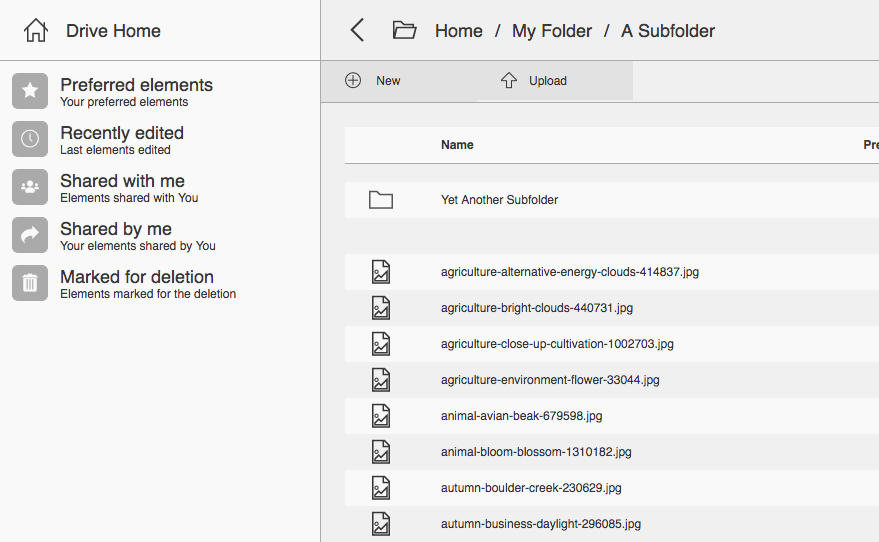 Drive Home
Preferred elements
Your preferred elements
Recently edited
Last elements edited
Shared with me
Elements shared with You
Shared by me
Your elements shared by You
Marked for deletion
Elements marked for the deletion
Home / My Folder / A Subfolder
New Upload
Name Pre
Yet Another Subfolder
agriculture-alternative-energy-clouds-414837.jpg
agriculture-bright-clouds-440731.jpg
agriculture-close-up-cultivation-1002703.jpg
agriculture-environment-flower-33044.jpg
animal-avian-beak-679598.jpg
animal-bloom-blossom-1310182.jpg
autumn-boulder-creek-230629.jpg
autumn-business-daylight-296085.jpg